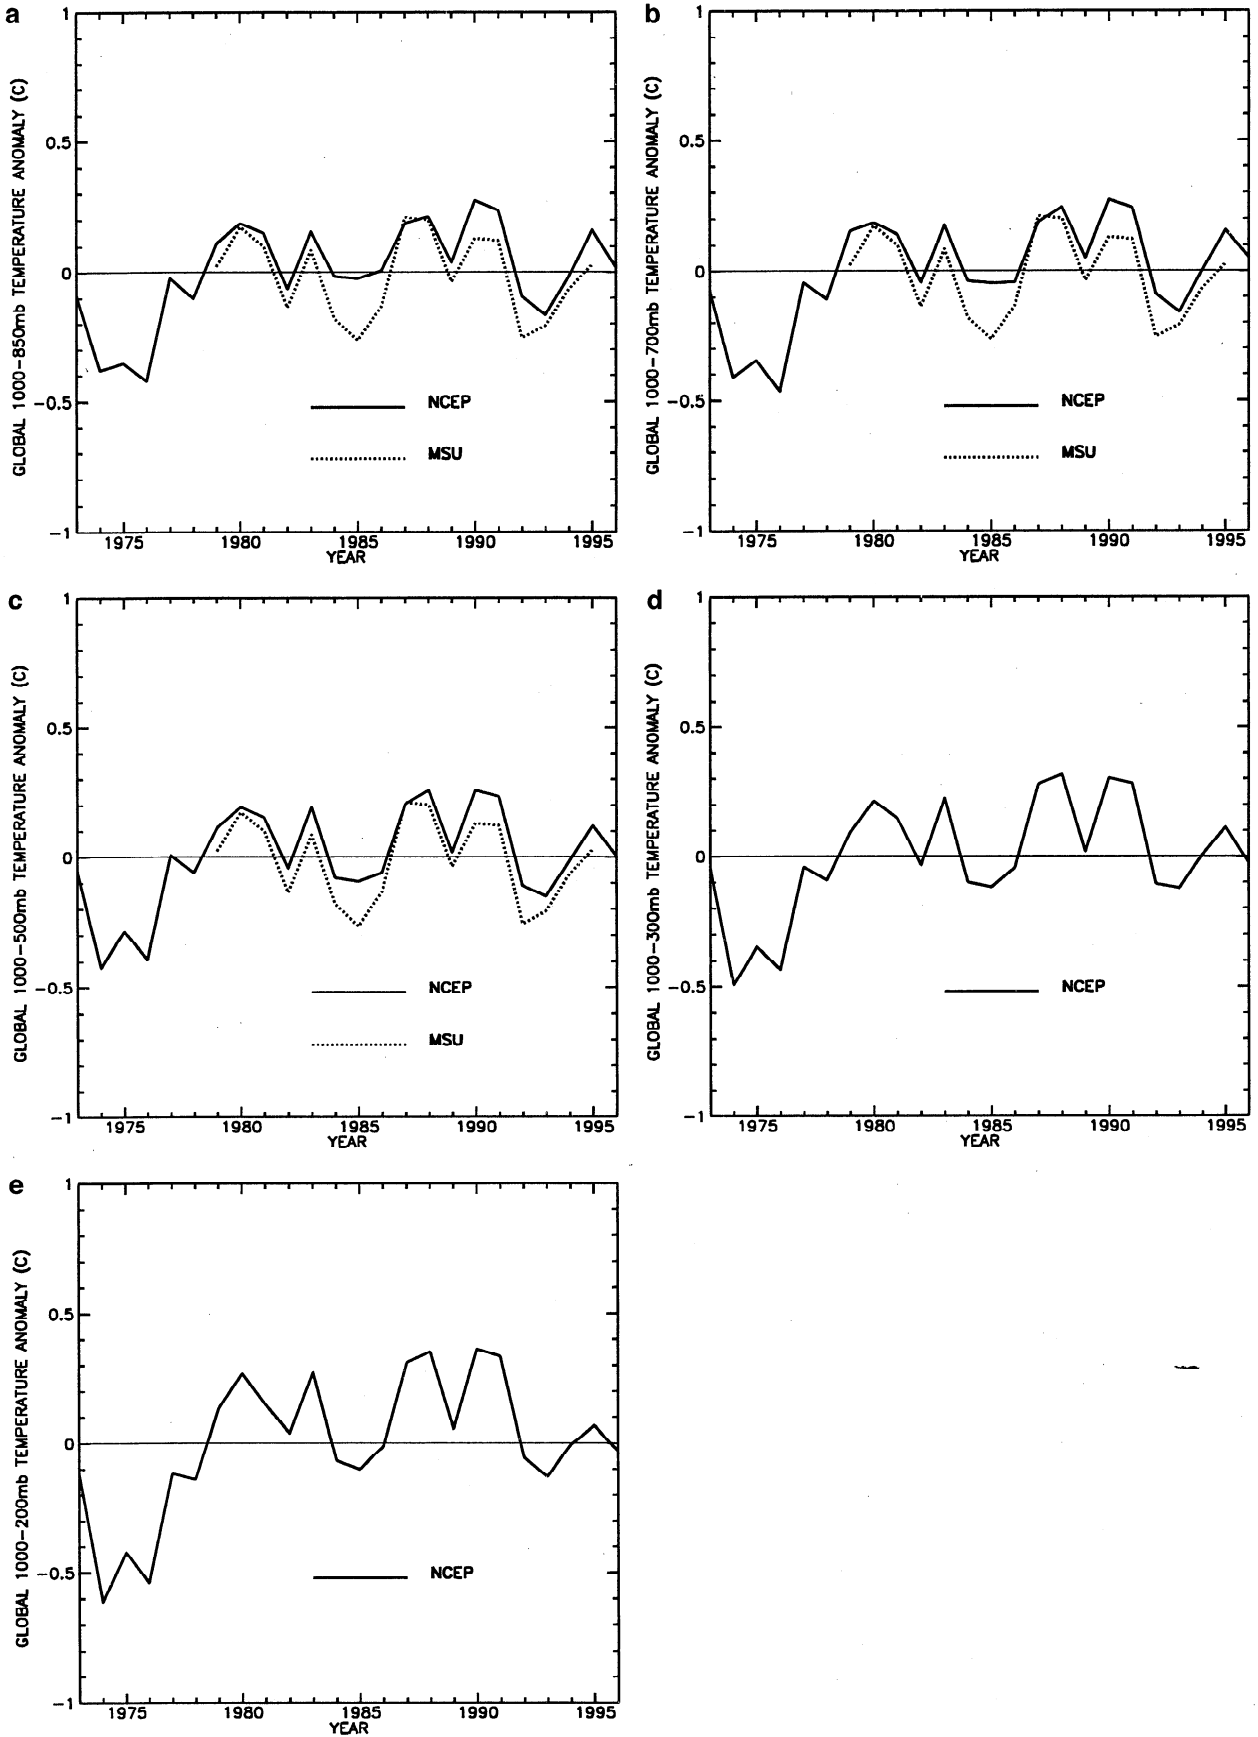 a
GLOBAL 1000-850mb TEMPERATURE ANOMALY (C)
1
0.5
0
-0.5
-1
NCEP
MSU
1975 1980 1985 1990 1995
YEAR
b
GLOBAL 1000-700mb TEMPERATURE ANOMALY (C)
1
0.5
0
-0.5
-1
NCEP
MSU
1975 1980 1985 1990 1995
YEAR
c
GLOBAL 1000-500mb TEMPERATURE ANOMALY (C)
1
0.5
0
-0.5
-1
NCEP
MSU
1975 1980 1985 1990 1995
YEAR
d
GLOBAL 1000-300mb TEMPERATURE ANOMALY (C)
1
0.5
0
-0.5
-1
NCEP
1975 1980 1985 1990 1995
YEAR
e
GLOBAL 1000-200mb TEMPERATURE ANOMALY (C)
1
0.5
0
-0.5
-1
NCEP
1975 1980 1985 1990 1995
YEAR